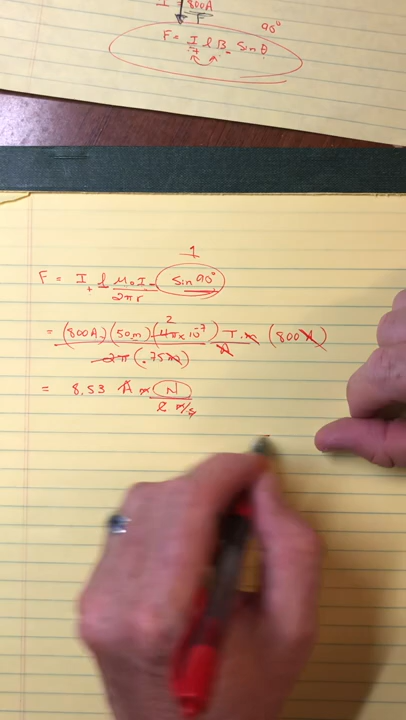 I 800A
F
90°
F = I ℓ B sin θ
+ -
1
F = I+ ℓ μ₀I- sin 90°
2πr
2
= (800A)(50m)(4π×10⁻⁷) T·m (800A)
2π(.75m) A
= 8.53 A m N
C m/s